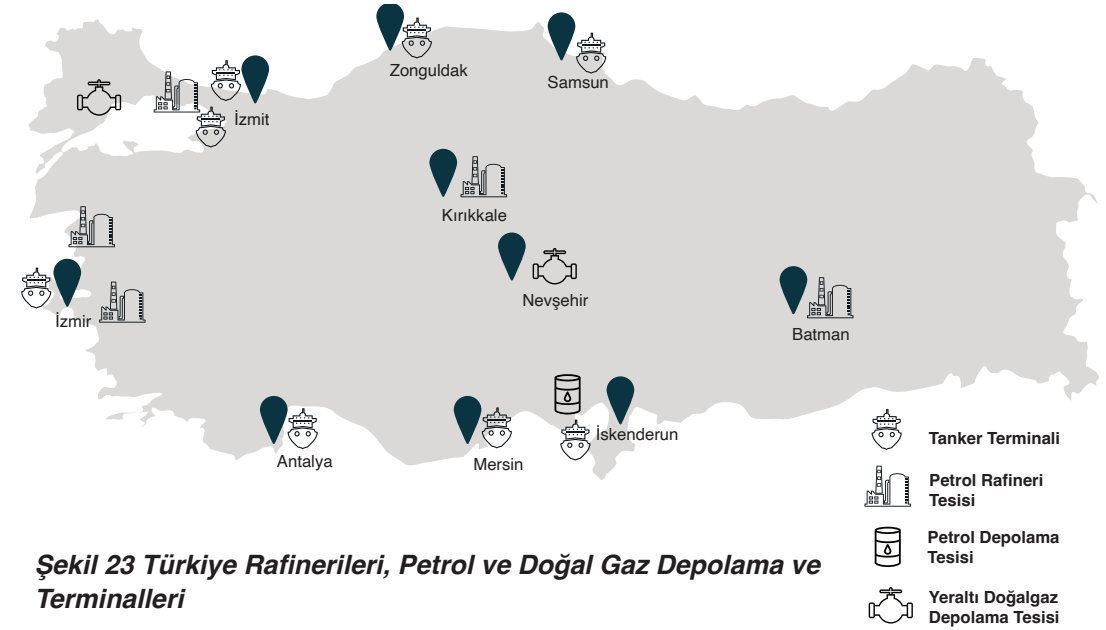 Zonguldak
Samsun
İzmit
Kırıkkale
Nevşehir
İzmir
Batman
İskenderun
Antalya
Mersin
Tanker Terminali
Petrol Rafineri
Tesisi
Petrol Depolama
Tesisi
Yeraltı Doğalgaz
Depolama Tesisi
Şekil 23 Türkiye Rafinerileri, Petrol ve Doğal Gaz Depolama ve
Terminalleri